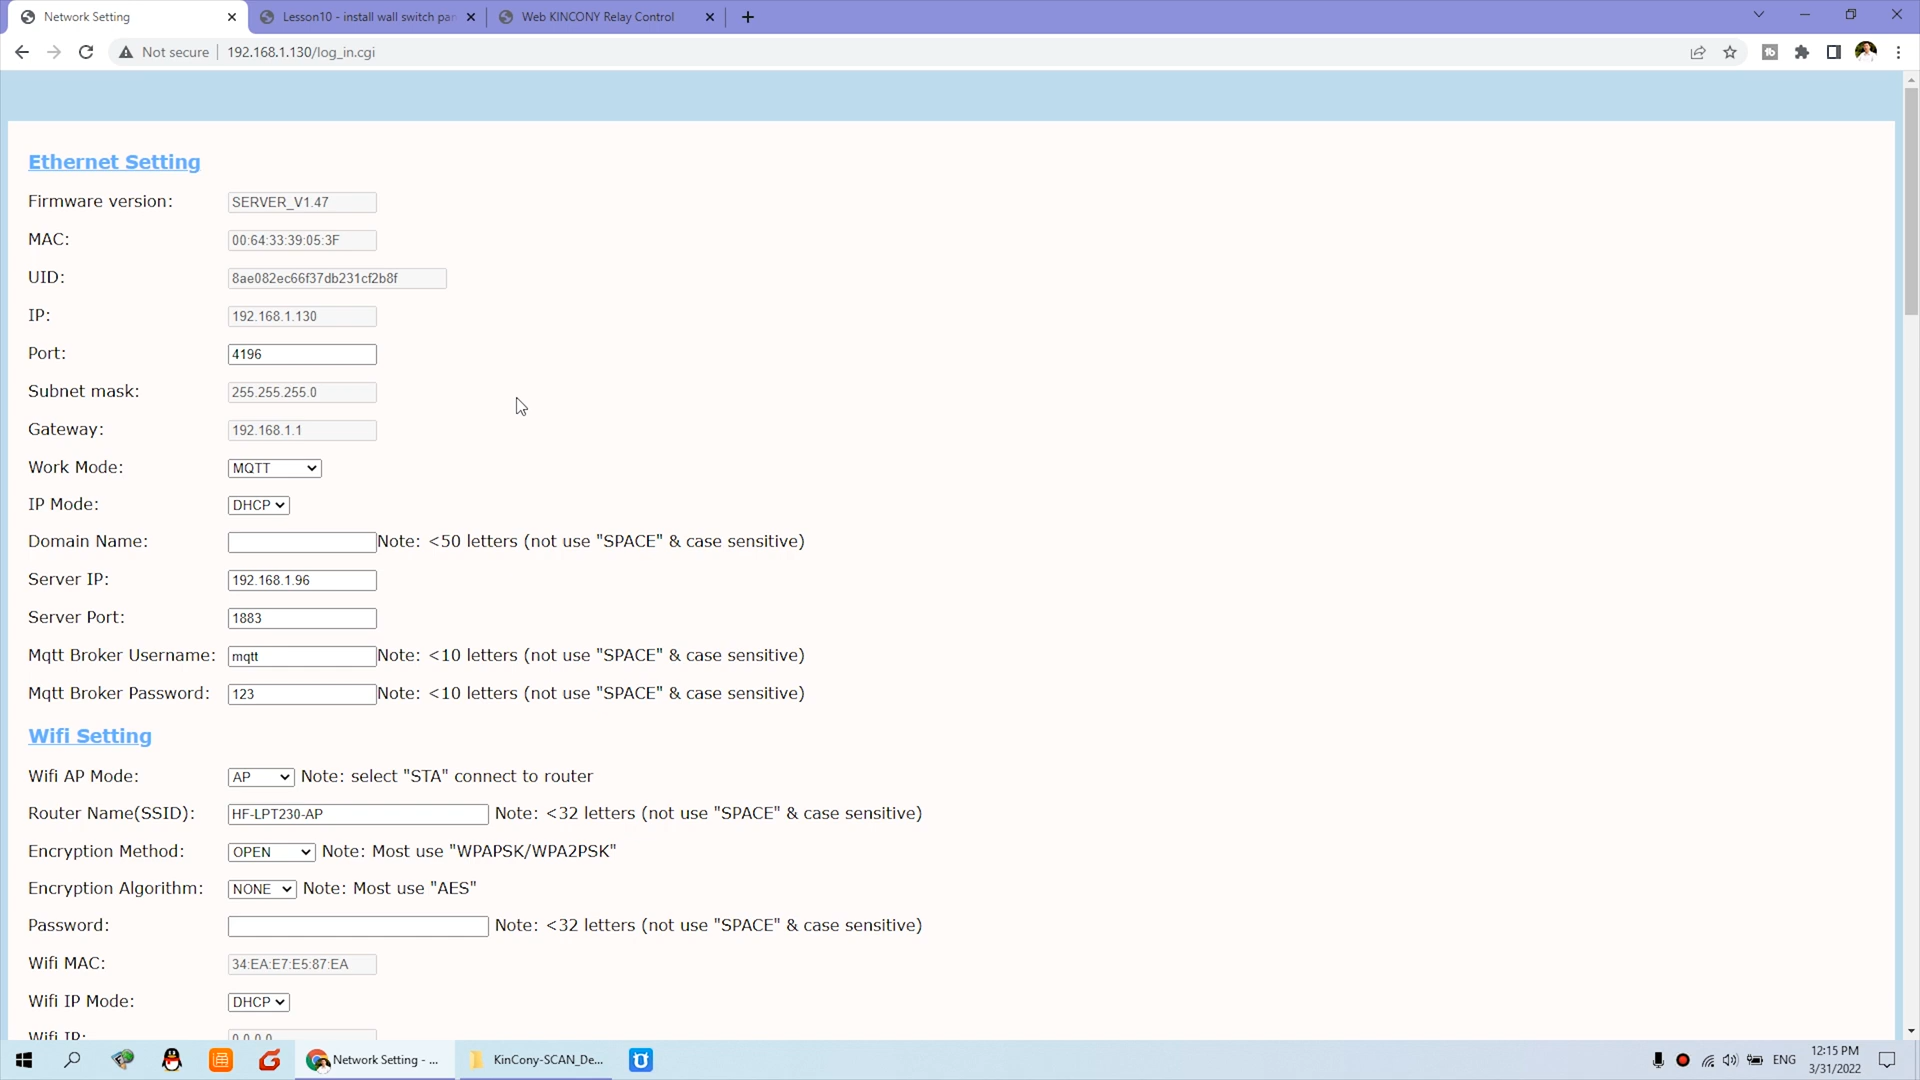 Network Setting
Lesson10 - install wall switch par
Web KINCONY Relay Control
Not secure
192.168.1.130/log_in.cgi
Ethernet Setting
Firmware version: SERVER_V1.47
MAC: 00:64:33:39:05:3F
UID: 8ae082ec66f37db231cf2b8f
IP: 192.168.1.130
Port: 4196
Subnet mask: 255.255.255.0
Gateway: 192.168.1.1
Work Mode: MQTT
IP Mode: DHCP
Domain Name: Note: <50 letters (not use "SPACE" & case sensitive)
Server IP: 192.168.1.96
Server Port: 1883
Mqtt Broker Username: mqtt Note: <10 letters (not use "SPACE" & case sensitive)
Mqtt Broker Password: 123 Note: <10 letters (not use "SPACE" & case sensitive)
Wifi Setting
Wifi AP Mode: AP Note: select "STA" connect to router
Router Name(SSID): HF-LPT230-AP Note: <32 letters (not use "SPACE" & case sensitive)
Encryption Method: OPEN Note: Most use "WPAPSK/WPA2PSK"
Encryption Algorithm: NONE Note: Most use "AES"
Password: Note: <32 letters (not use "SPACE" & case sensitive)
Wifi MAC: 34:EA:E7:E5:87:EA
Wifi IP Mode: DHCP
Wifi IP: 0.0.0.0
Network Setting - ...
KinCony-SCAN_De...
ENG
12:15 PM
3/31/2022